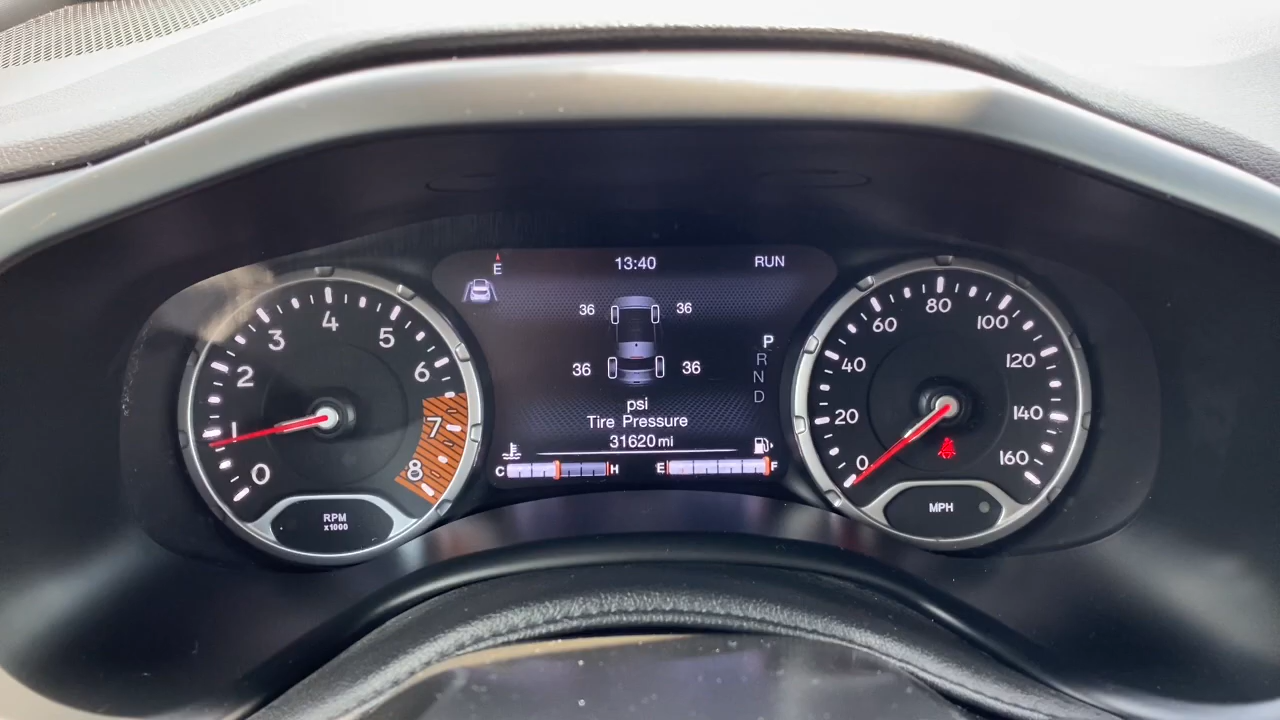 E 13:40 RUN
36 36
36 36
P
R
N
D
psi
Tire Pressure
31620 mi
C H E F
0 1 2 3 4 5 6 7 8
RPM
x1000
0 20 40 60 80 100 120 140 160
MPH